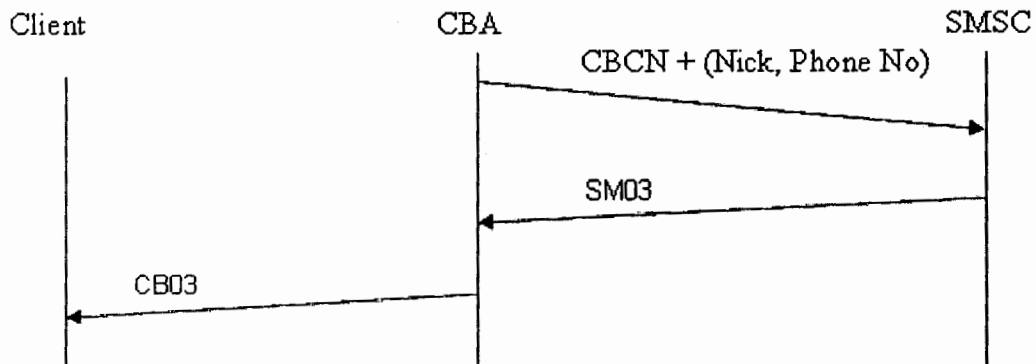 Client
CBA
SMSC
CBCN + (Nick, Phone No)
SM03
CB03